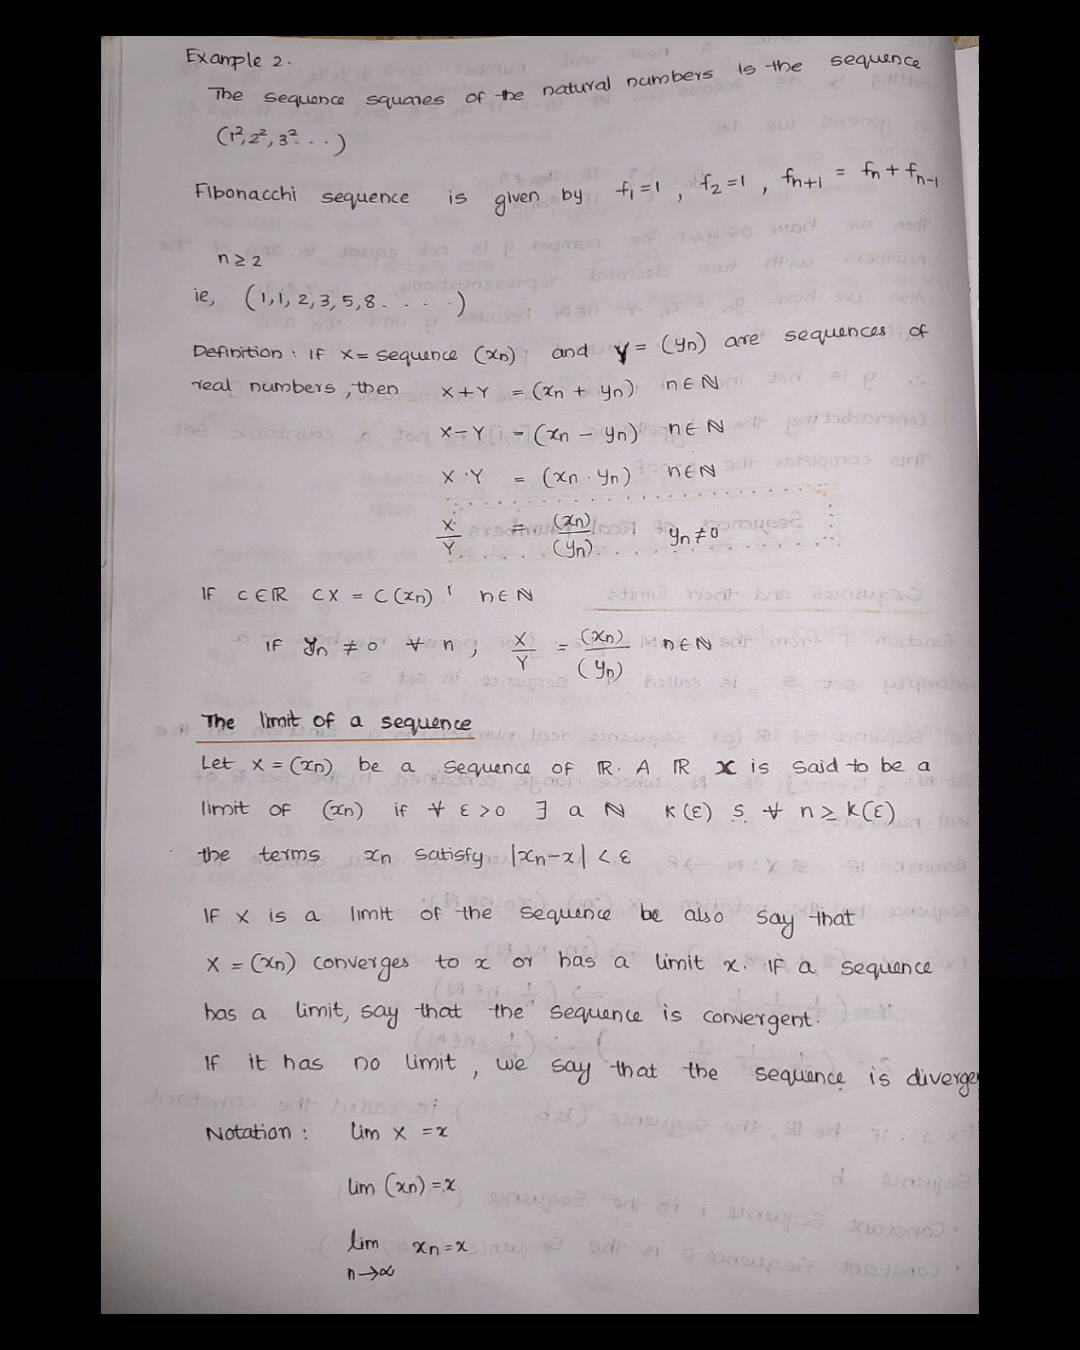 Example 2.
The sequence squares of the natural numbers is the sequence
(1², 2², 3² . . .)
Fibonacchi sequence is given by f₁ = 1, f₂ = 1, fₙ₊₁ = fₙ + fₙ₋₁
n ≥ 2
ie, (1, 1, 2, 3, 5, 8 . . . .)
Definition : If X = sequence (xₙ) and Y = (yₙ) are sequences of
real numbers, then X + Y = (xₙ + yₙ) n ∈ ℕ
X - Y = (xₙ - yₙ) n ∈ ℕ
X · Y = (xₙ · yₙ) n ∈ ℕ
X/Y = (xₙ)/(yₙ) yₙ ≠ 0
If C ∈ ℝ CX = C(xₙ) n ∈ ℕ
if yₙ ≠ 0 ∀ n ; X/Y = (xₙ)/(yₙ) n ∈ ℕ
The limit of a sequence
Let X = (xₙ) be a sequence of ℝ. A ℝ x is said to be a
limit of (xₙ) if ∀ ε > 0 ∃ a ℕ K(ε) s ∀ n ≥ K(ε)
the terms xₙ satisfy |xₙ - x| < ε
If x is a limit of the sequence be also say that
X = (xₙ) converges to x or has a limit x. If a sequence
has a limit, say that the sequence is convergent.
If it has no limit, we say that the sequence is diverge
Notation : lim X = x
lim (xₙ) = x
lim xₙ = x
n → ∞